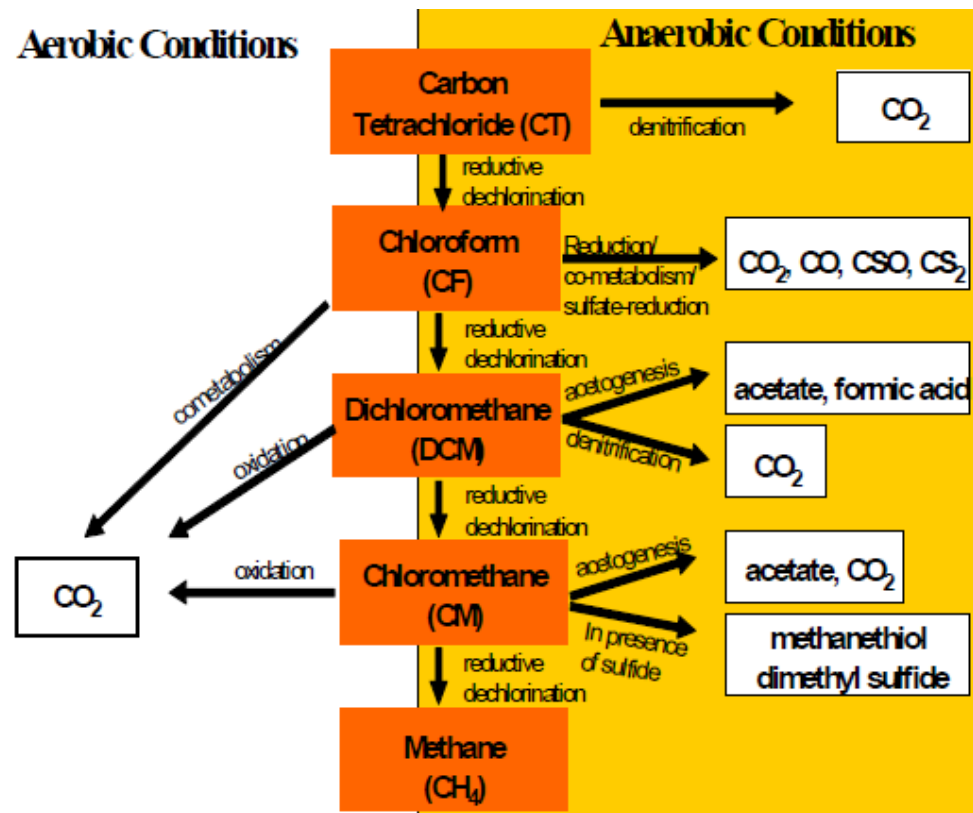 Aerobic Conditions
Anaerobic Conditions
Carbon
Tetrachloride (CT)
denitrification
CO₂
reductive
dechlorination
Chloroform
(CF)
Reduction/
co-metabolism/
sulfate-reduction
CO₂, CO, CSO, CS₂
reductive
dechlorination
cometabolism
Dichloromethane
(DCM)
oxidation
acetogenesis
acetate, formic acid
denitrification
CO₂
reductive
dechlorination
CO₂
oxidation
Chloromethane
(CM)
acetogenesis
acetate, CO₂
In presence
of sulfide
methanethiol
dimethyl sulfide
reductive
dechlorination
Methane
(CH₄)